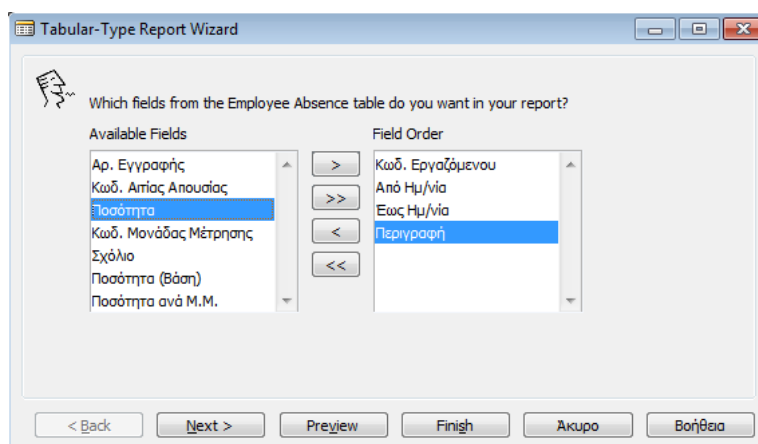 Tabular-Type Report Wizard
Which fields from the Employee Absence table do you want in your report?
Available Fields
Αρ. Εγγραφής
Κωδ. Αιτίας Απουσίας
Ποσότητα
Κωδ. Μονάδας Μέτρησης
Σχόλιο
Ποσότητα (Βάση)
Ποσότητα ανά Μ.Μ.
>
>>
<
<<
Field Order
Κωδ. Εργαζόμενου
Από Ημ/νία
Έως Ημ/νία
Περιγραφή
< Back
Next >
Preview
Finish
Άκυρο
Βοήθεια